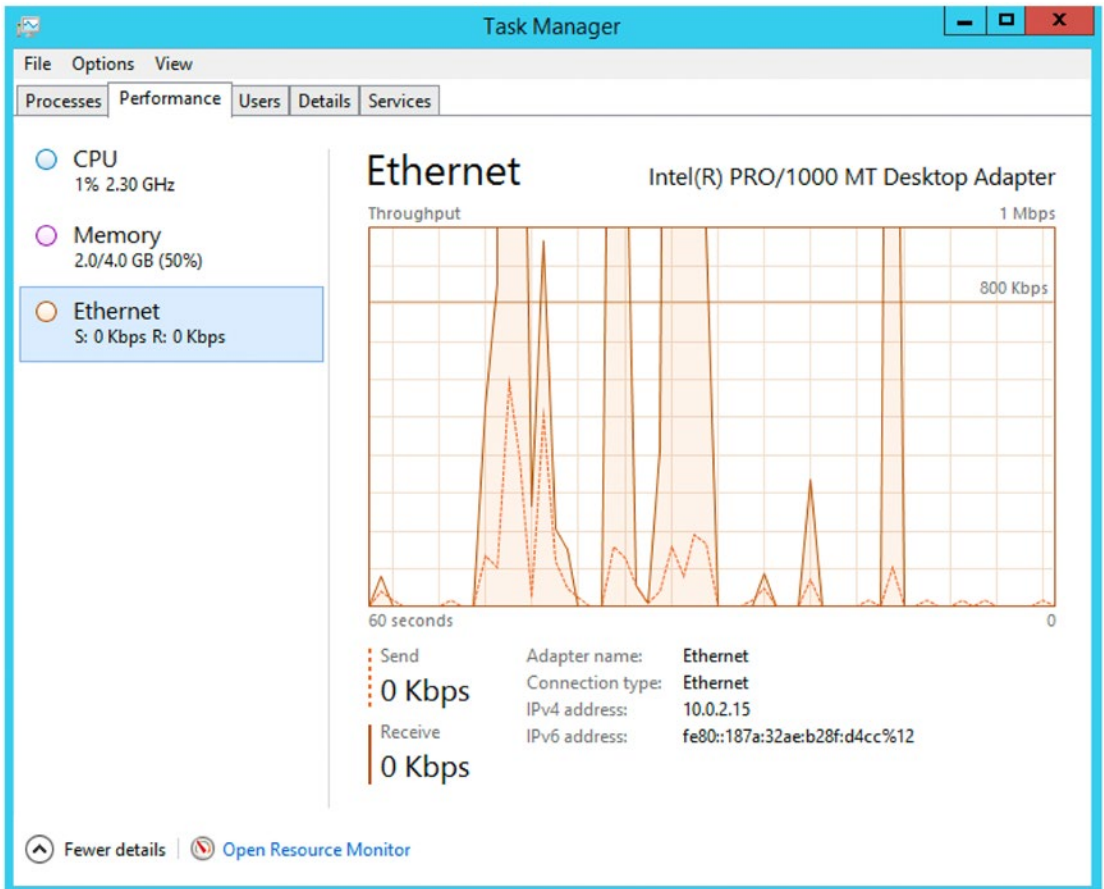 Task Manager
File Options View
Processes Performance Users Details Services
CPU
1% 2.30 GHz
Memory
2.0/4.0 GB (50%)
Ethernet
S: 0 Kbps R: 0 Kbps
Ethernet Intel(R) PRO/1000 MT Desktop Adapter
Throughput 1 Mbps
800 Kbps
60 seconds 0
Send
0 Kbps
Receive
0 Kbps
Adapter name: Ethernet
Connection type: Ethernet
IPv4 address: 10.0.2.15
IPv6 address: fe80::187a:32ae:b28f:d4cc%12
Fewer details Open Resource Monitor